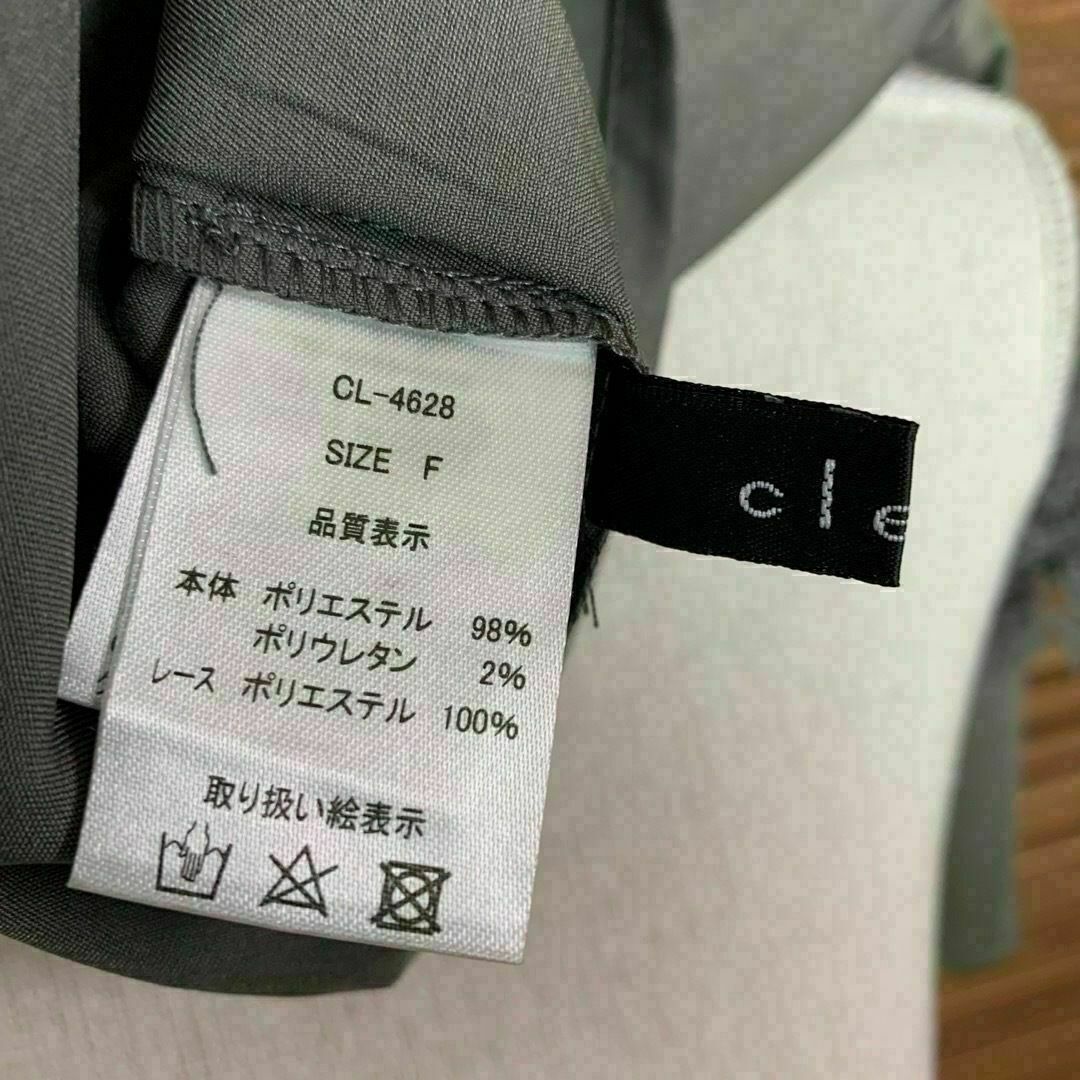 CL-4628
SIZE F
品質表示
本体 ポリエステル 98%
ポリウレタン 2%
レース ポリエステル 100%
取り扱い絵表示
cle